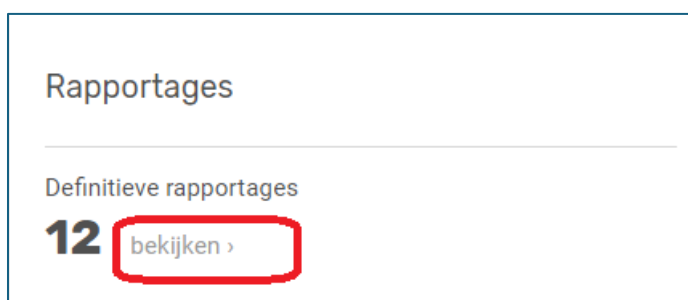 Rapportages
Definitieve rapportages
12 bekijken ›